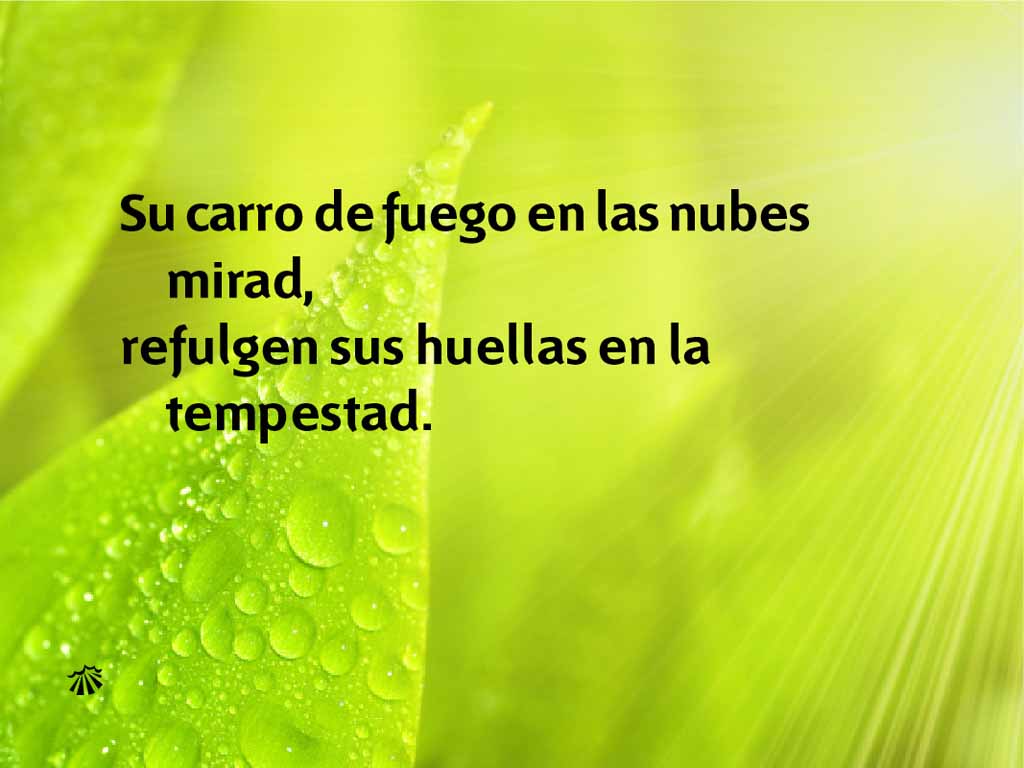 Su carro de fuego en las nubes
mirad,
refulgen sus huellas en la
tempestad.